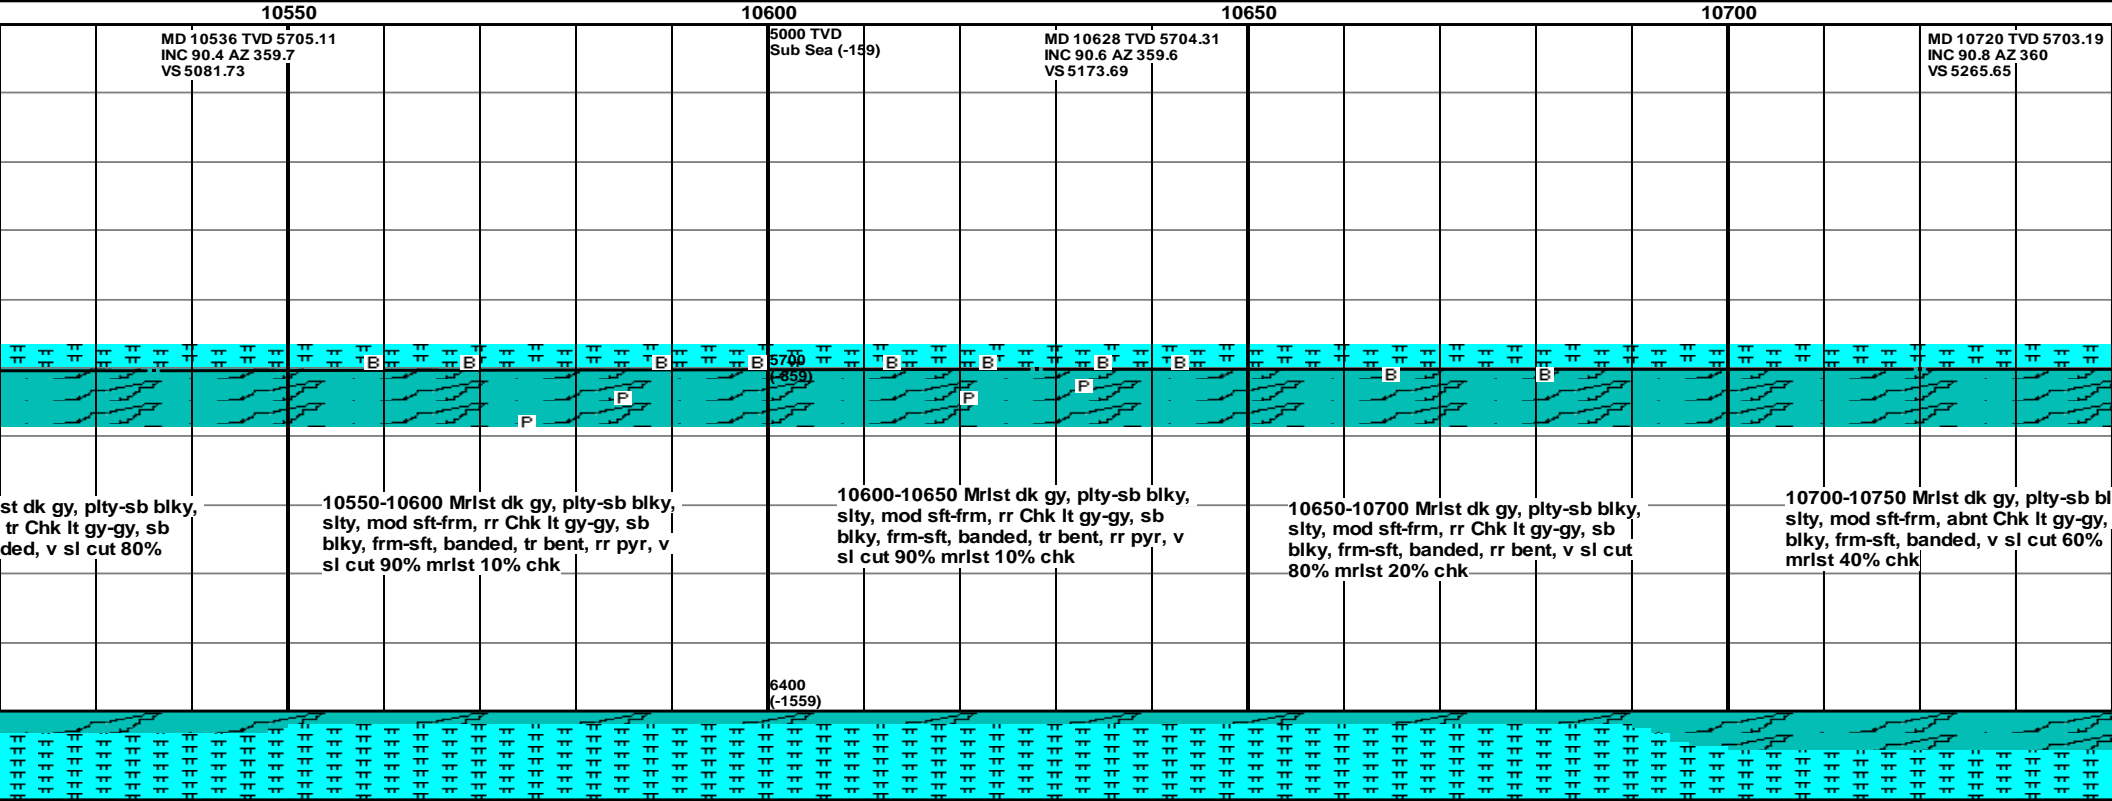 10550
10600
10650
10700
MD 10536 TVD 5705.11
INC 90.4 AZ 359.7
VS 5081.73
5000 TVD
Sub Sea (-159)
MD 10628 TVD 5704.31
INC 90.6 AZ 359.6
VS 5173.69
MD 10720 TVD 5703.19
INC 90.8 AZ 360
VS 5265.65
B
B
B
B
5700
(-859)
B
B
B
B
B
B
P
P
P
P
st dk gy, plty-sb blky,
tr Chk lt gy-gy, sb
ded, v sl cut 80%
10550-10600 Mrlst dk gy, plty-sb blky,
slty, mod sft-frm, rr Chk lt gy-gy, sb
blky, frm-sft, banded, tr bent, rr pyr, v
sl cut 90% mrlst 10% chk
10600-10650 Mrlst dk gy, plty-sb blky,
slty, mod sft-frm, rr Chk lt gy-gy, sb
blky, frm-sft, banded, tr bent, rr pyr, v
sl cut 90% mrlst 10% chk
10650-10700 Mrlst dk gy, plty-sb blky,
slty, mod sft-frm, rr Chk lt gy-gy, sb
blky, frm-sft, banded, rr bent, v sl cut
80% mrlst 20% chk
10700-10750 Mrlst dk gy, plty-sb bl
slty, mod sft-frm, abnt Chk lt gy-gy,
blky, frm-sft, banded, v sl cut 60%
mrlst 40% chk
6400
(-1559)